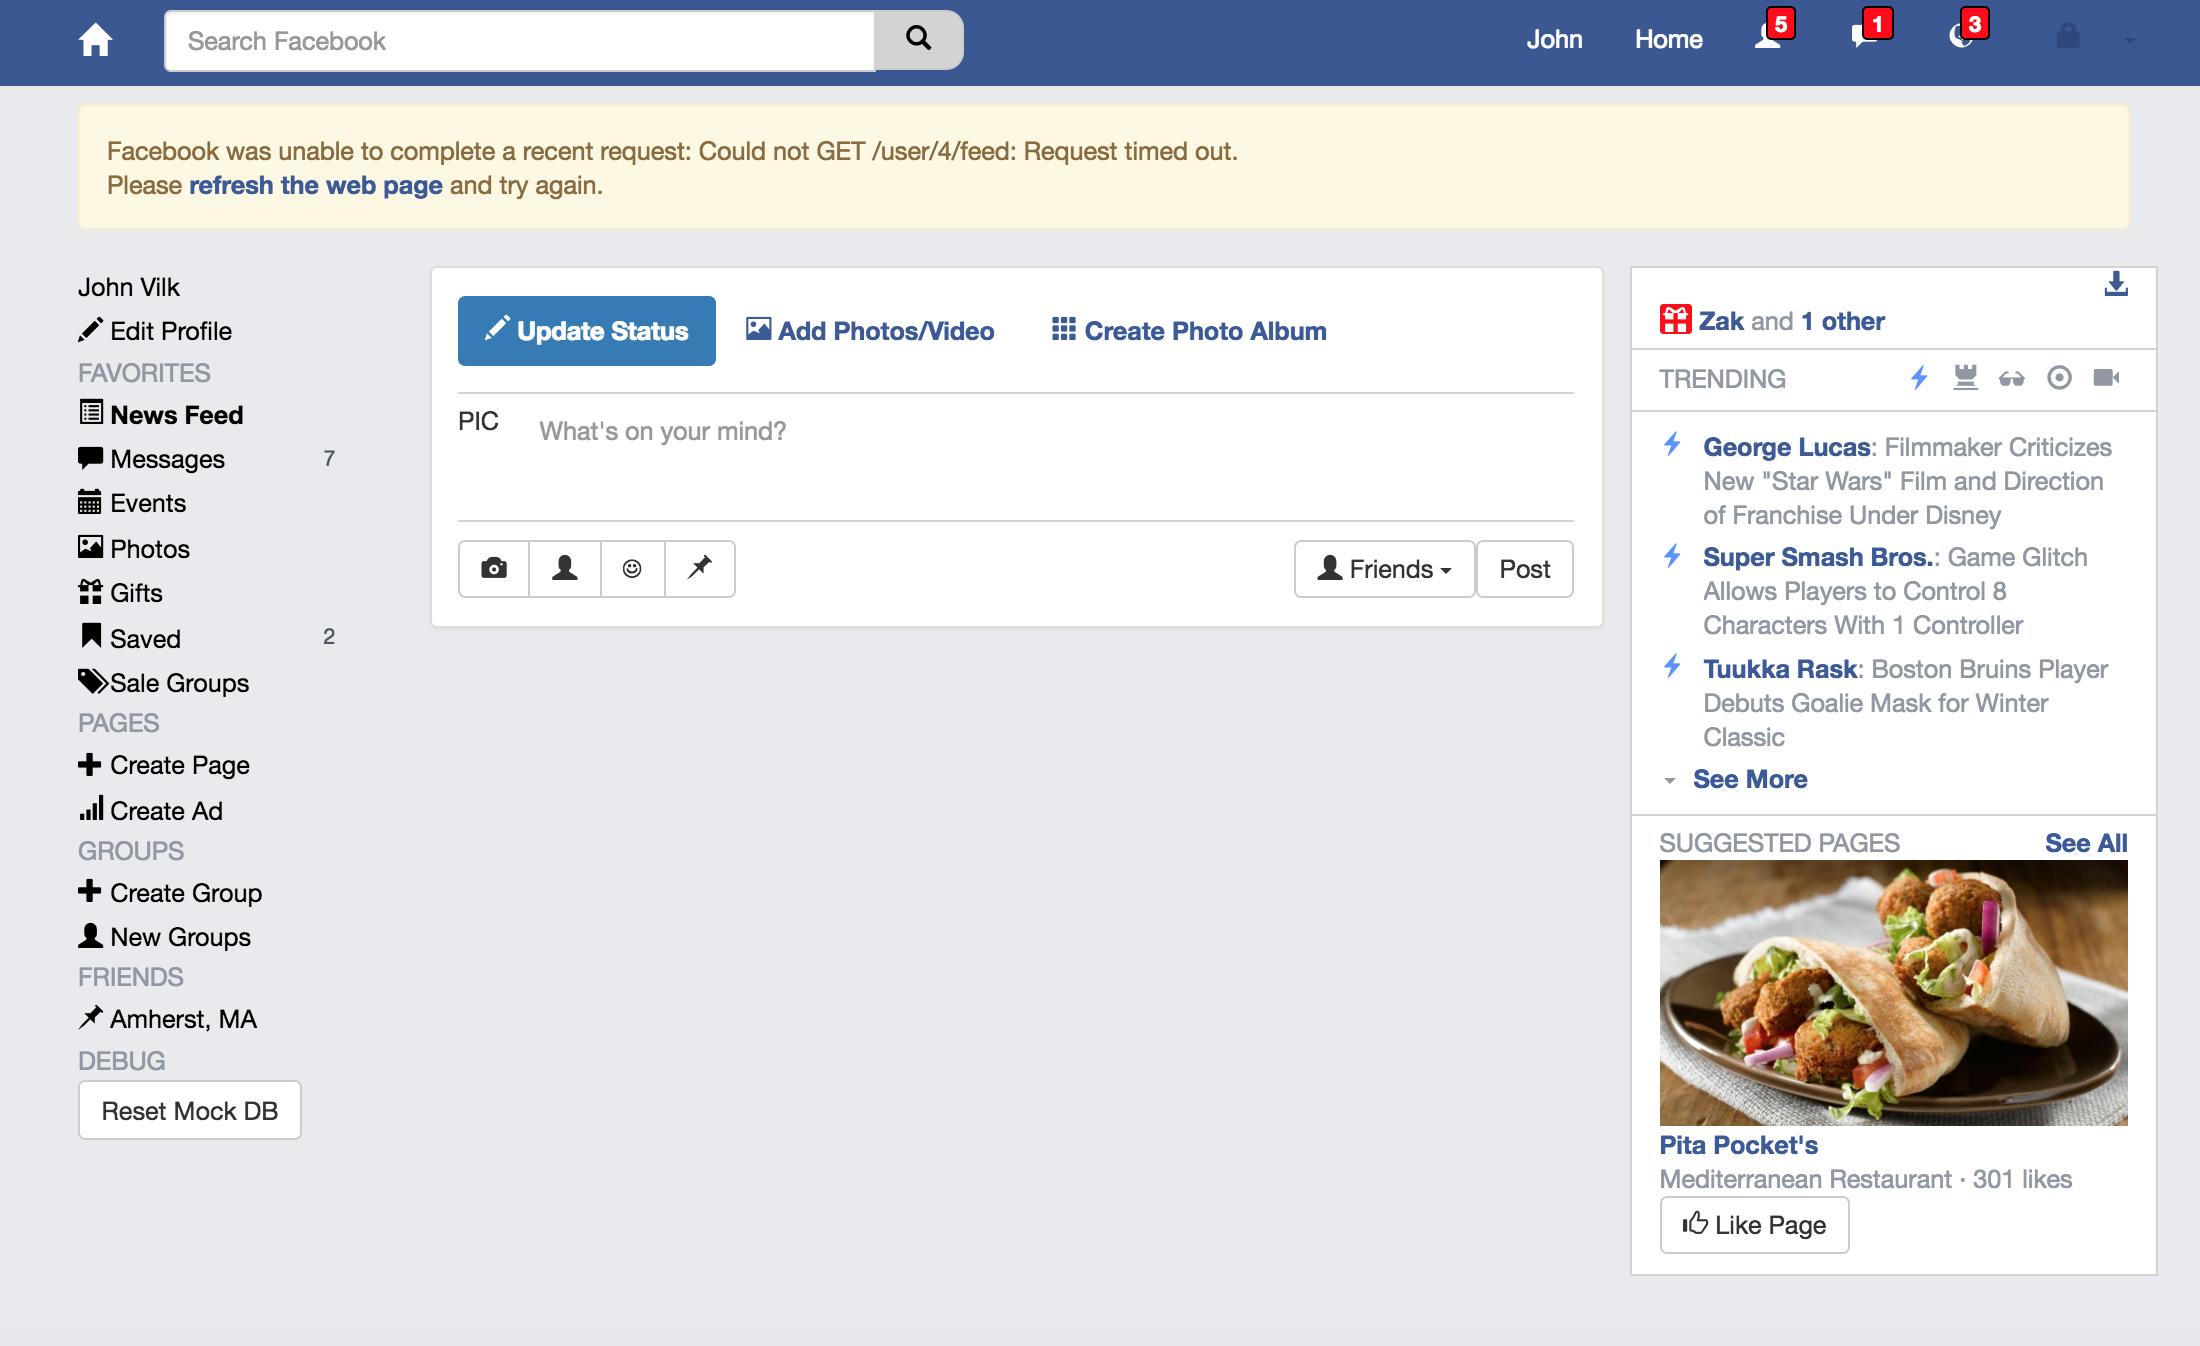 Search Facebook
John
Home
5
1
3
Facebook was unable to complete a recent request: Could not GET /user/4/feed: Request timed out.
Please refresh the web page and try again.
John Vilk
Edit Profile
FAVORITES
News Feed
Messages 7
Events
Photos
Gifts
Saved 2
Sale Groups
PAGES
Create Page
Create Ad
GROUPS
Create Group
New Groups
FRIENDS
Amherst, MA
DEBUG
Reset Mock DB
Update Status
Add Photos/Video
Create Photo Album
PIC
What's on your mind?
Friends
Post
Zak and 1 other
TRENDING
George Lucas: Filmmaker Criticizes
New "Star Wars" Film and Direction
of Franchise Under Disney
Super Smash Bros.: Game Glitch
Allows Players to Control 8
Characters With 1 Controller
Tuukka Rask: Boston Bruins Player
Debuts Goalie Mask for Winter
Classic
See More
SUGGESTED PAGES
See All
Pita Pocket's
Mediterranean Restaurant · 301 likes
Like Page